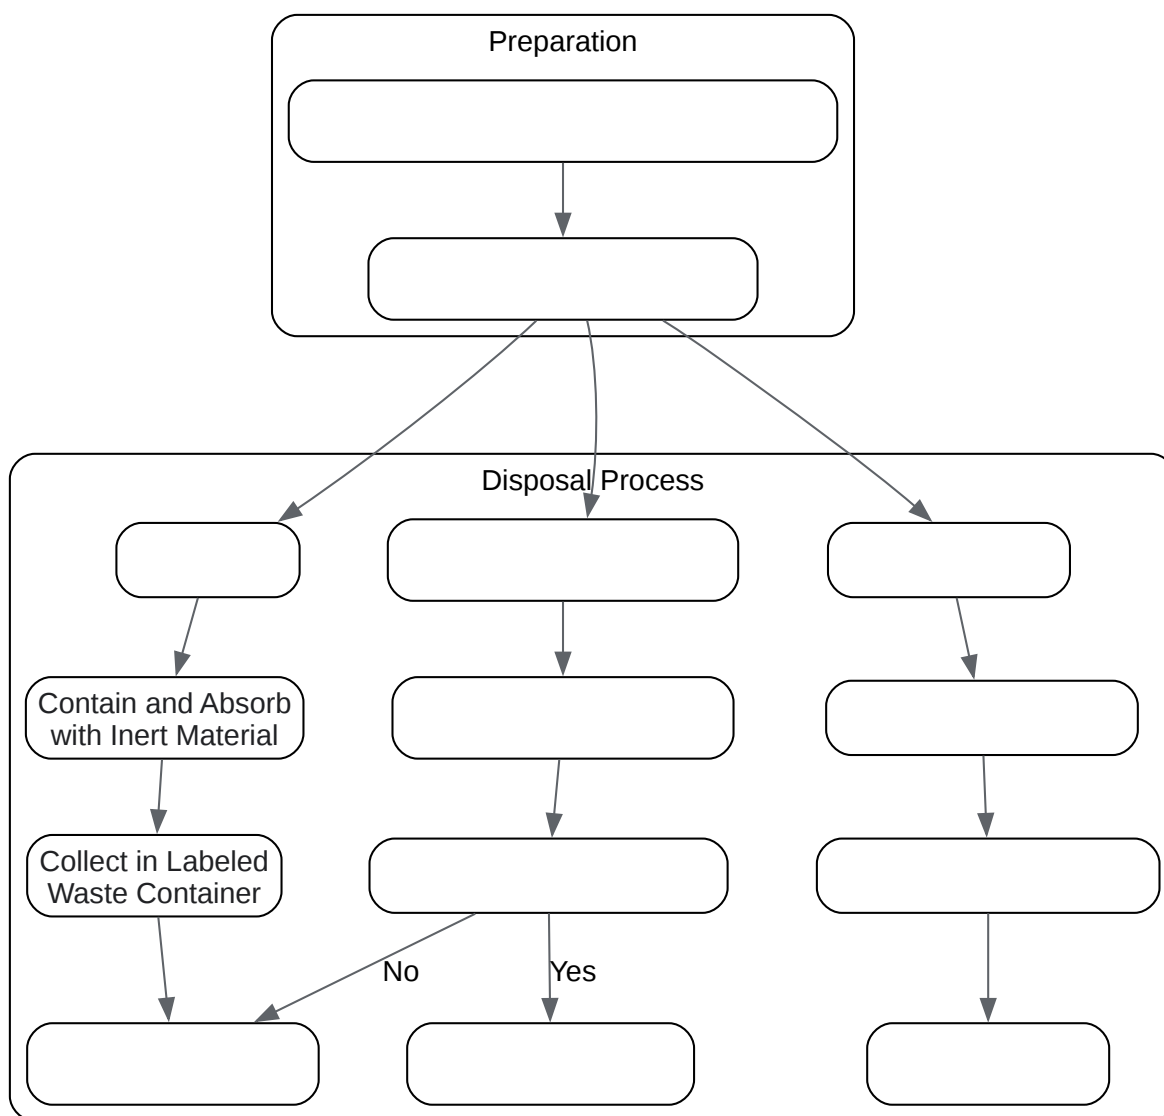 Preparation
Disposal Process
Contain and Absorb
with Inert Material
Collect in Labeled
Waste Container
No
Yes